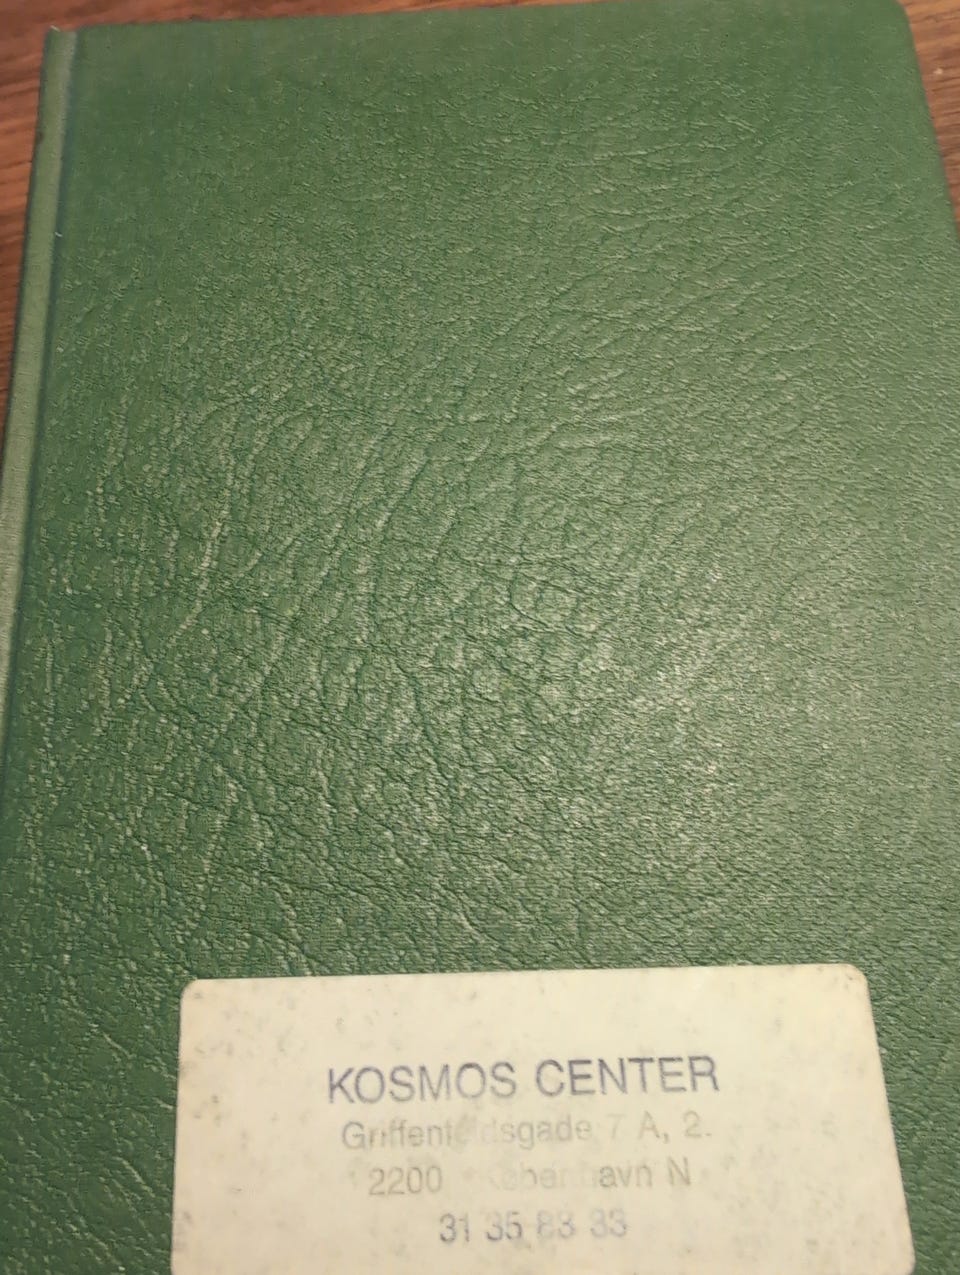 KOSMOS CENTER
Griffenfeldsgade 7 A, 2.
2200 København N
31 35 83 33